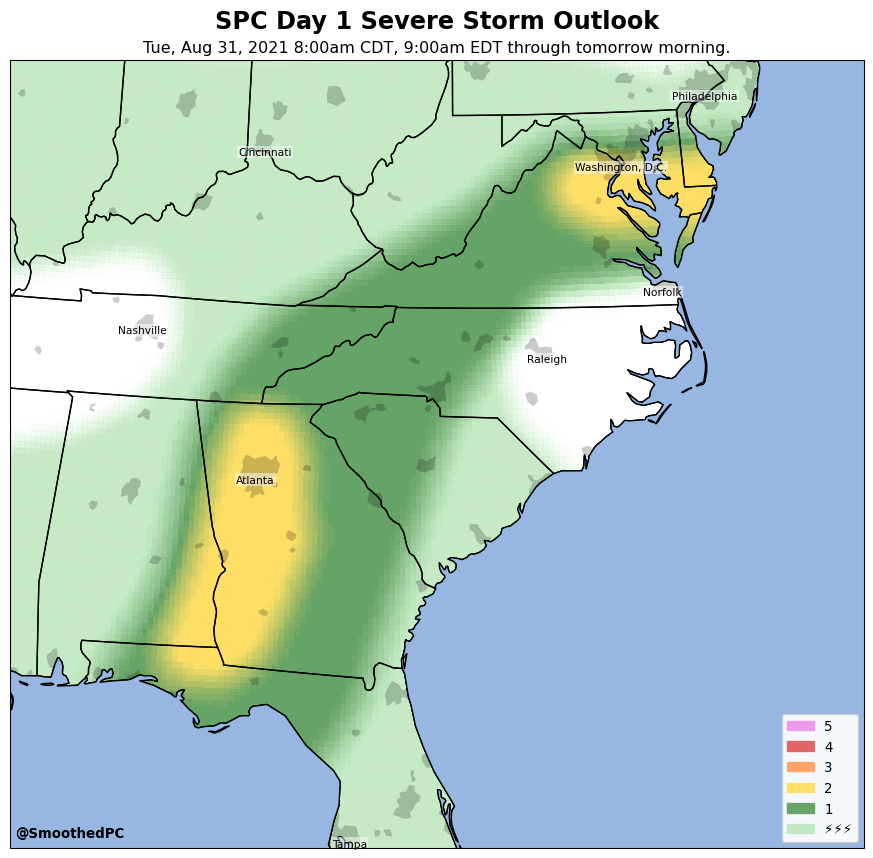 SPC Day 1 Severe Storm Outlook
Tue, Aug 31, 2021 8:00am CDT, 9:00am EDT through tomorrow morning.
Philadelphia
Cincinnati
Washington, D.C.
Norfolk
Nashville
Raleigh
Atlanta
5
4
3
2
1
⚡⚡⚡
@SmoothedPC
Tampa